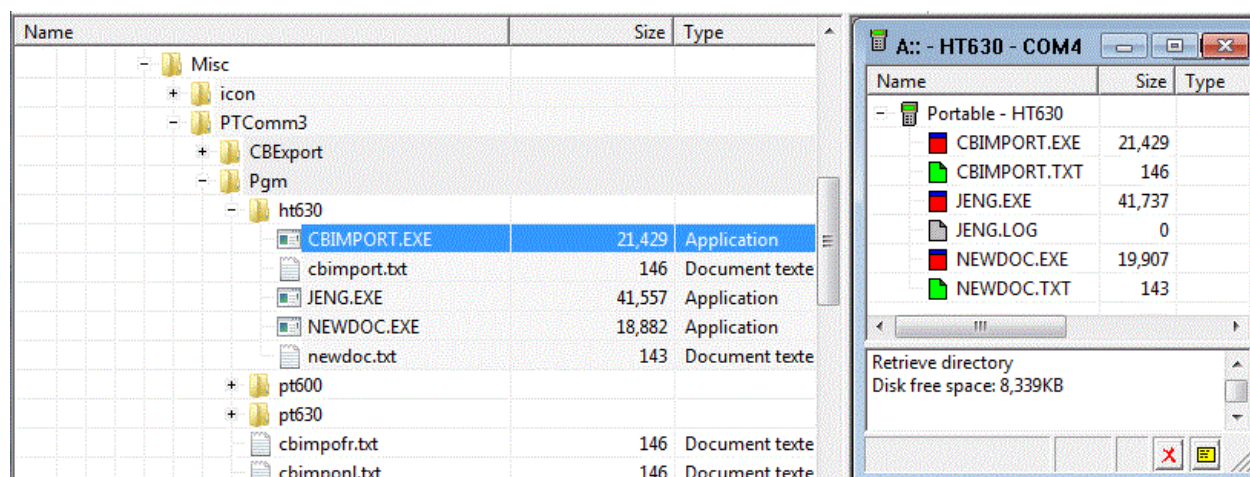 Name Size Type
Misc
icon
PTComm3
CBExport
Pgm
ht630
CBIMPORT.EXE 21,429 Application
cbimport.txt 146 Document texte
JENG.EXE 41,557 Application
NEWDOC.EXE 18,882 Application
newdoc.txt 143 Document texte
pt600
pt630
cbimpofr.txt 146 Document texte
cbimponl.txt 146 Document texte
A:: - HT630 - COM4
Name Size Type
Portable - HT630
CBIMPORT.EXE 21,429
CBIMPORT.TXT 146
JENG.EXE 41,737
JENG.LOG 0
NEWDOC.EXE 19,907
NEWDOC.TXT 143
Retrieve directory
Disk free space: 8,339KB